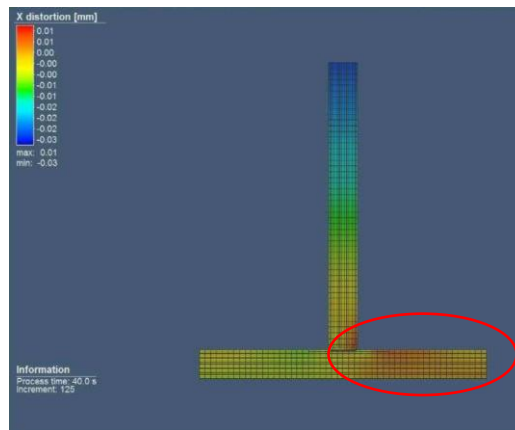 X distortion [mm]
0.01
0.01
0.00
-0.00
-0.00
-0.01
-0.01
-0.02
-0.02
-0.02
-0.03
max: 0.01
min: -0.03
Information
Process time: 40.0 s
Increment: 125